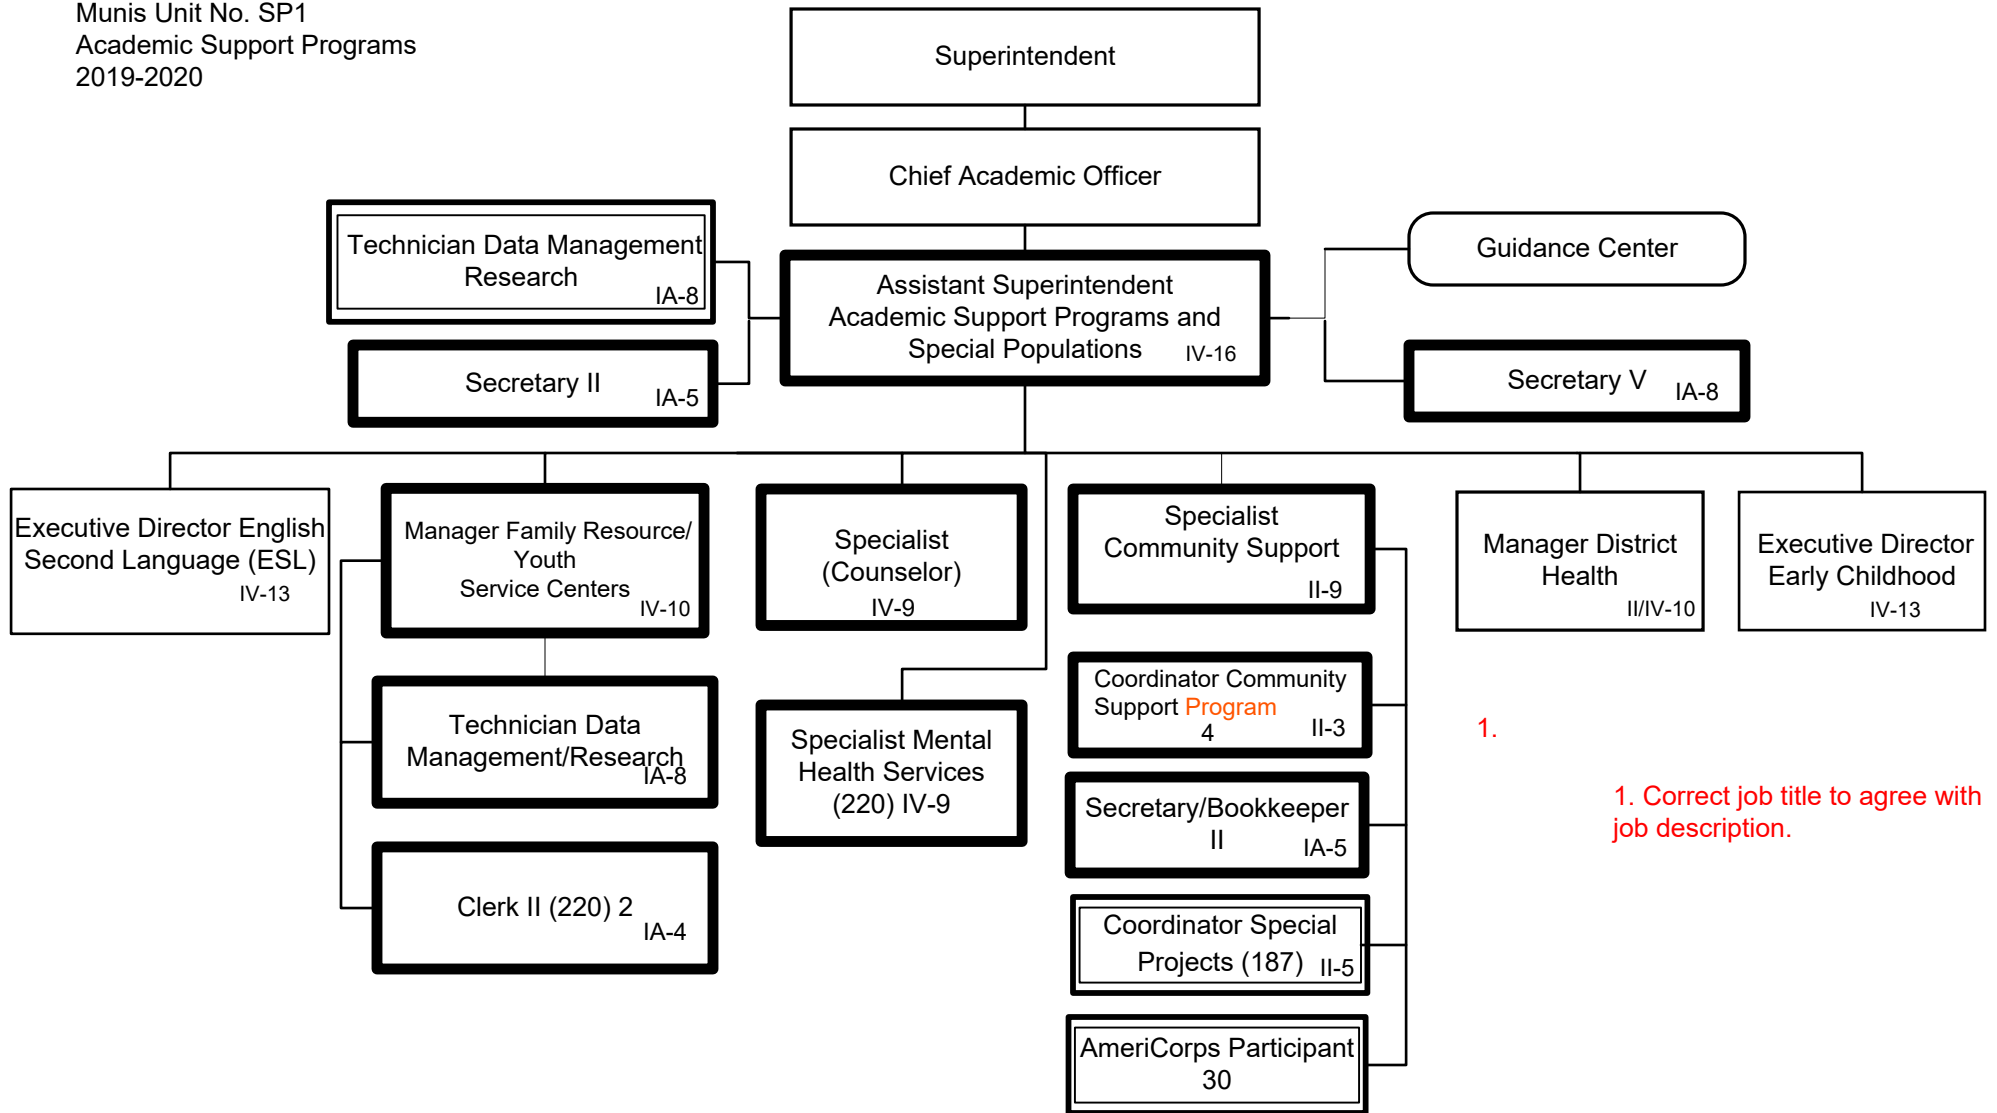 Munis Unit No. SP1
Academic Support Programs
2019-2020
Superintendent
Chief Academic Officer
Technician Data Management
Research
IA-8
Secretary II
IA-5
Assistant Superintendent
Academic Support Programs and
Special Populations
IV-16
Guidance Center
Secretary V
IA-8
Executive Director English
Second Language (ESL)
IV-13
Manager Family Resource/
Youth
Service Centers
IV-10
Specialist
(Counselor)
IV-9
Specialist
Community Support
II-9
Manager District
Health
II/IV-10
Executive Director
Early Childhood
IV-13
Technician Data
Management/Research
IA-8
Clerk II (220) 2
IA-4
Specialist Mental
Health Services
(220) IV-9
Coordinator Community
Support Program
4
II-3
Secretary/Bookkeeper
II
IA-5
Coordinator Special
Projects (187)
II-5
AmeriCorps Participant
30
1.
1. Correct job title to agree with
job description.